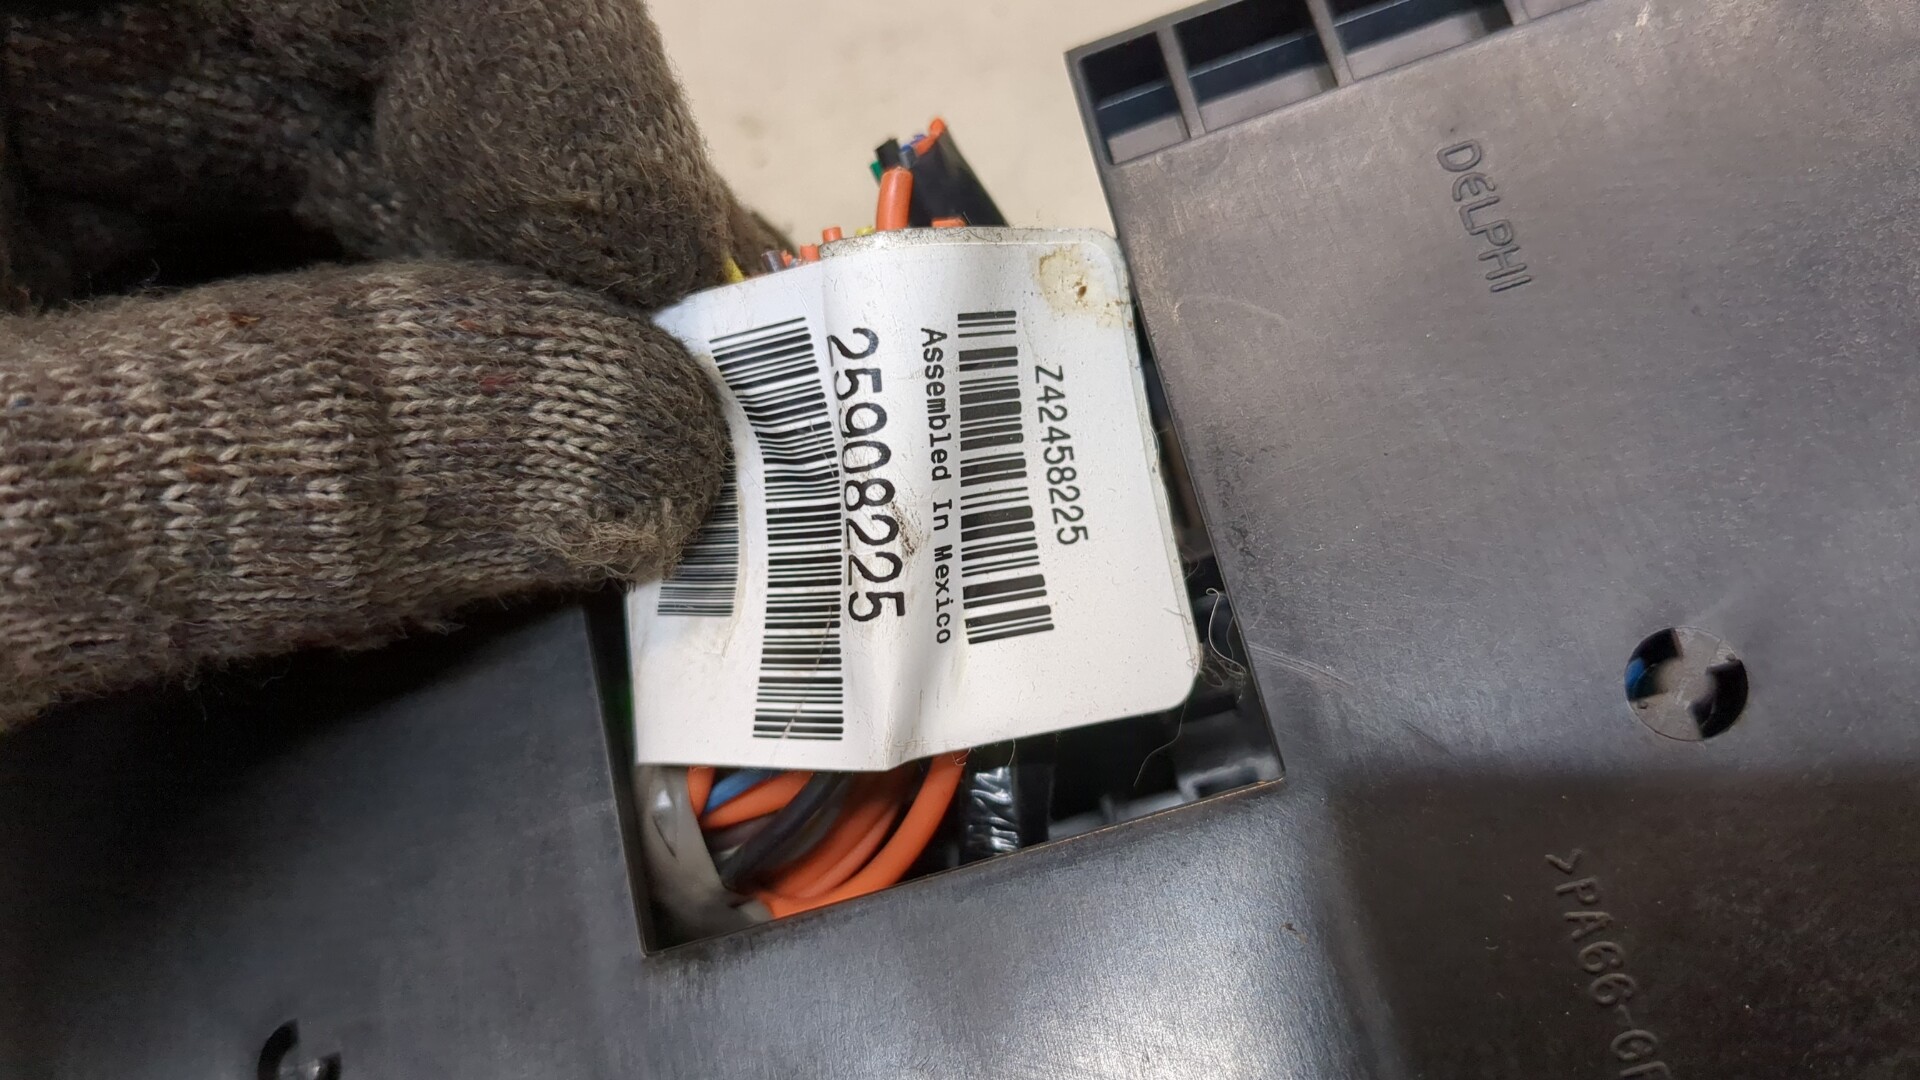 Z42458225
Assembled In Mexico
25908225
DELPHI
>PA66-GF